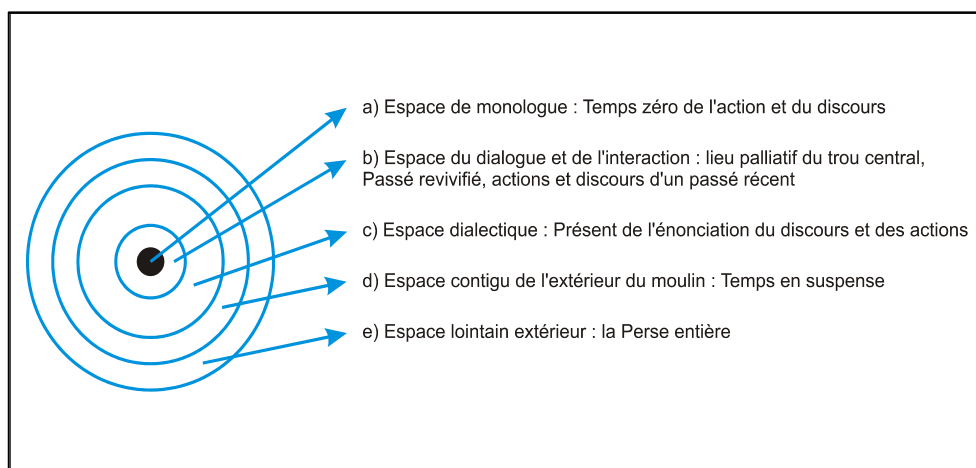 a) Espace de monologue : Temps zéro de l'action et du discours
b) Espace du dialogue et de l'interaction : lieu palliatif du trou central,
Passé revivifié, actions et discours d'un passé récent
c) Espace dialectique : Présent de l'énonciation du discours et des actions
d) Espace contigu de l'extérieur du moulin : Temps en suspense
e) Espace lointain extérieur : la Perse entière